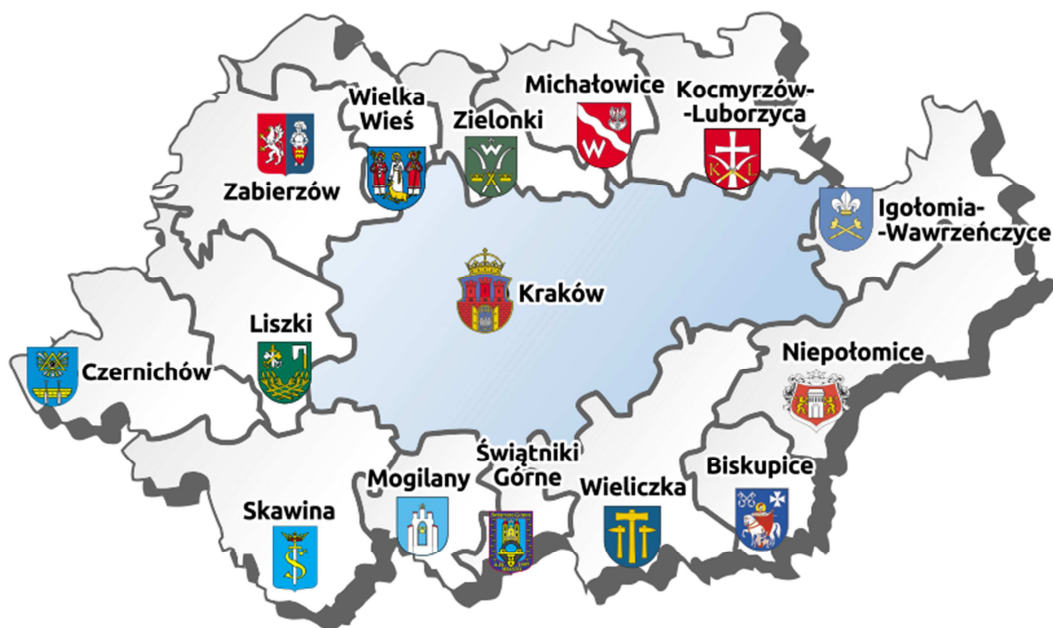 Michałowice
Wielka
Wieś
Kocmyrzów-
-Luborzyca
Zielonki
W
W
K L
Zabierzów
Igołomia-
-Wawrzeńczyce
Kraków
Liszki
Niepołomice
Czernichów
Świątniki
Górne
Mogilany
Biskupice
Wieliczka
Skawina
S